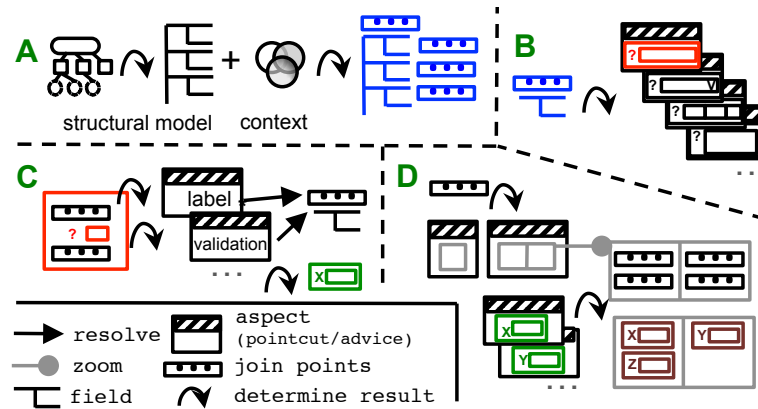 A
+
structural model
context
B
?
?
V
?
?
...
C
?
label
validation
...
X
D
X
Y
...
X
Y
Z
resolve
aspect
(pointcut/advice)
zoom
join points
field
determine result